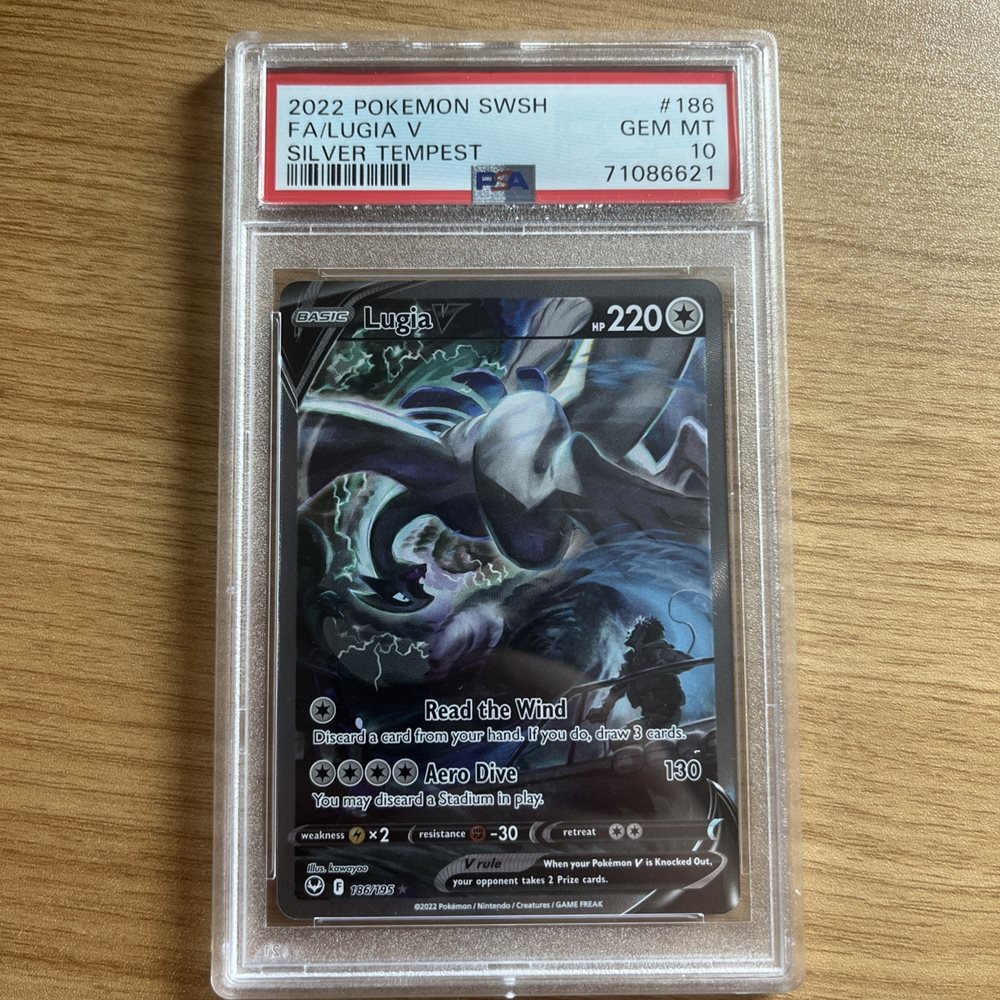 2022 POKEMON SWSH #186
FA/LUGIA V GEM MT
SILVER TEMPEST 10
PSA 71086621
BASIC Lugia V HP 220
Read the Wind
Discard a card from your hand. If you do, draw 3 cards.
Aero Dive 130
You may discard a Stadium in play.
weakness ×2 resistance -30 retreat
V rule When your Pokémon V is Knocked Out,
your opponent takes 2 Prize cards.
Illus. kawayoo
F 186/195 ★
©2022 Pokémon / Nintendo / Creatures / GAME FREAK